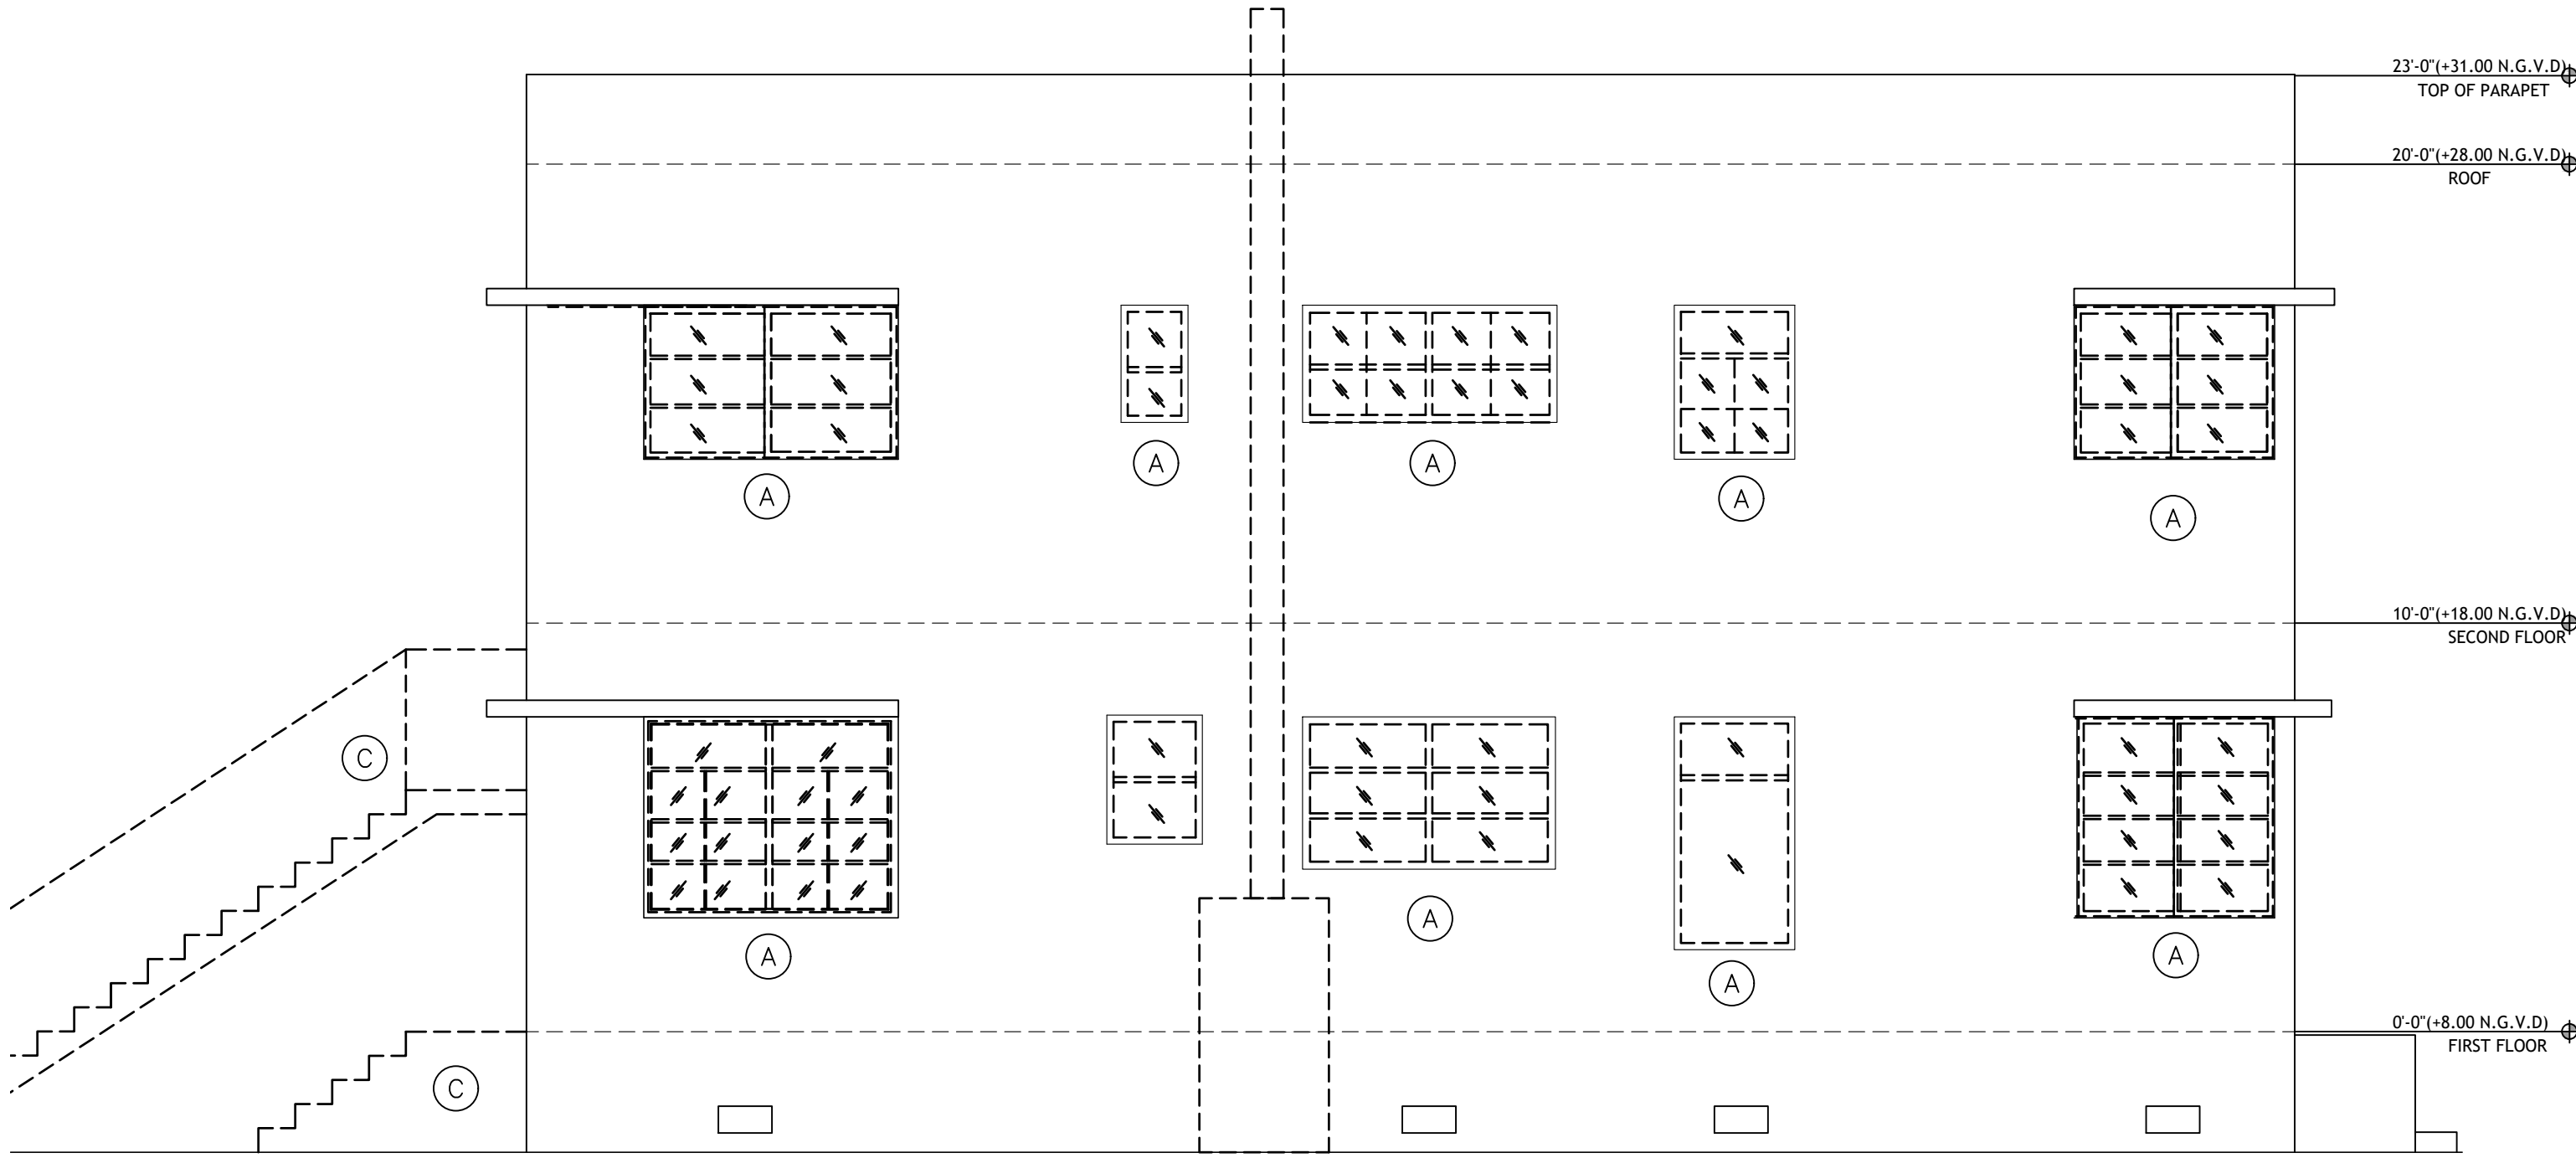 23'-0"(+31.00 N.G.V.D)
TOP OF PARAPET
20'-0"(+28.00 N.G.V.D)
ROOF
A
A
A
A
A
10'-0"(+18.00 N.G.V.D)
SECOND FLOOR
C
A
A
A
A
0'-0"(+8.00 N.G.V.D)
FIRST FLOOR
C